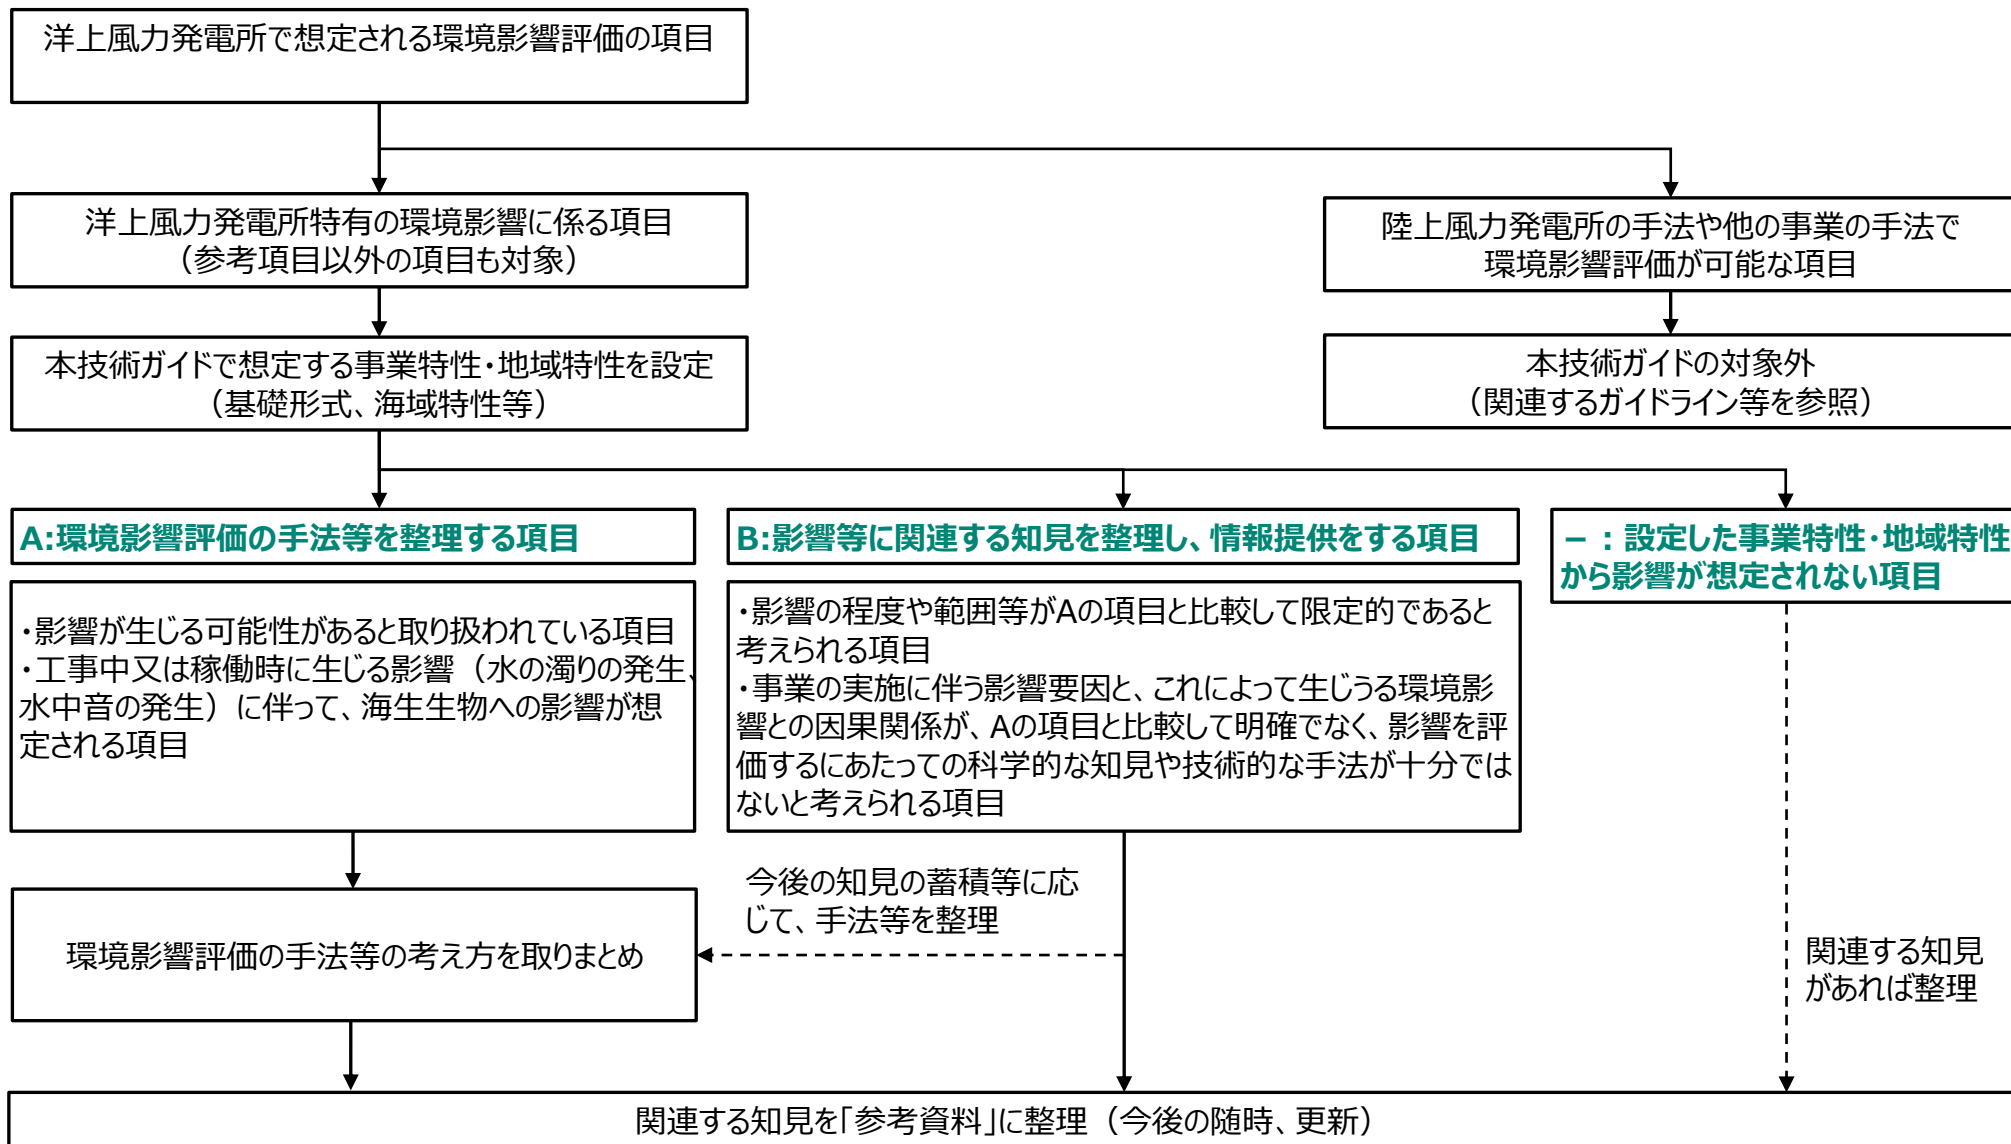 洋上風力発電所で想定される環境影響評価の項目
洋上風力発電所特有の環境影響に係る項目
（参考項目以外の項目も対象）
陸上風力発電所の手法や他の事業の手法で
環境影響評価が可能な項目
本技術ガイドで想定する事業特性・地域特性を設定
（基礎形式、海域特性等）
本技術ガイドの対象外
（関連するガイドライン等を参照）
A:環境影響評価の手法等を整理する項目
B:影響等に関連する知見を整理し、情報提供をする項目
－：設定した事業特性・地域特性
から影響が想定されない項目
・影響が生じる可能性があると取り扱われている項目
・工事中又は稼働時に生じる影響（水の濁りの発生、
水中音の発生）に伴って、海生生物への影響が想
定される項目
・影響の程度や範囲等がAの項目と比較して限定的であると
考えられる項目
・事業の実施に伴う影響要因と、これによって生じうる環境影
響との因果関係が、Aの項目と比較して明確でなく、影響を評
価するにあたっての科学的な知見や技術的な手法が十分では
ないと考えられる項目
今後の知見の蓄積等に応
じて、手法等を整理
環境影響評価の手法等の考え方を取りまとめ
関連する知見
があれば整理
関連する知見を「参考資料」に整理（今後の随時、更新）